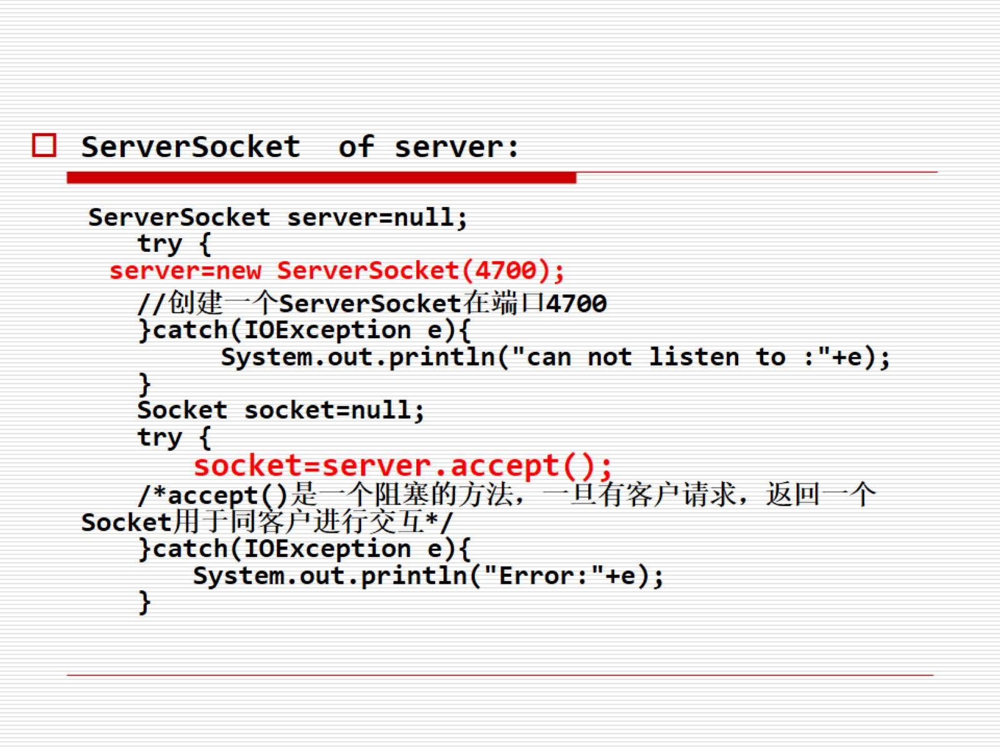 ServerSocket  of server:
ServerSocket server=null;
try {
server=new ServerSocket(4700);
//创建一个ServerSocket在端口4700
}catch(IOException e){
System.out.println("can not listen to :"+e);
}
Socket socket=null;
try {
socket=server.accept();
/*accept()是一个阻塞的方法，一旦有客户请求，返回一个
Socket用于同客户进行交互*/
}catch(IOException e){
System.out.println("Error:"+e);
}